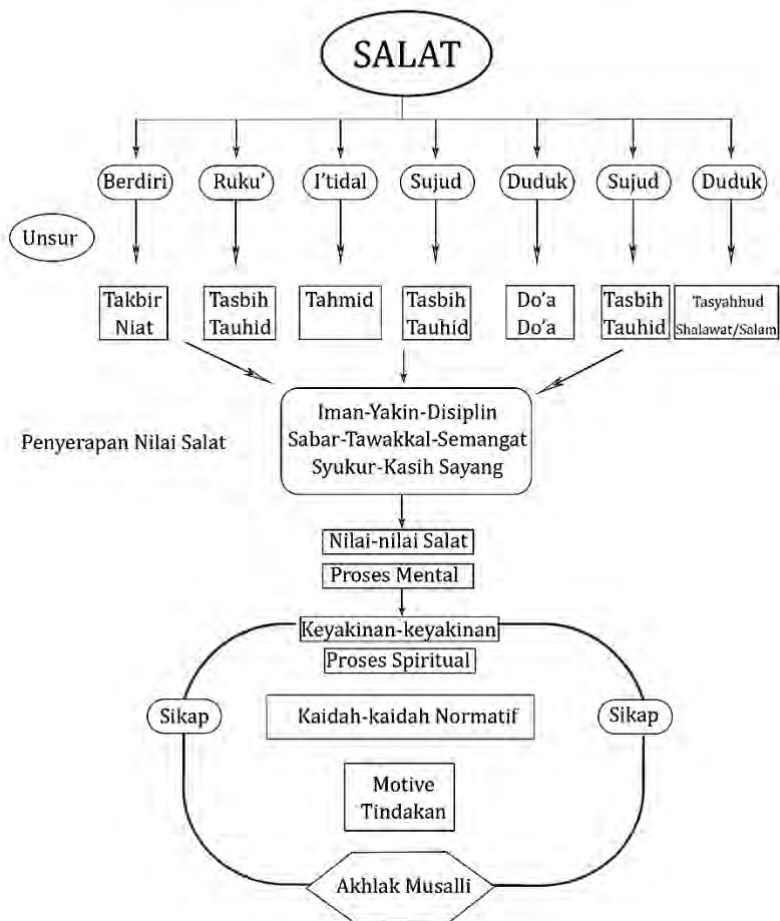 SALAT
Berdiri
Ruku'
I'tidal
Sujud
Duduk
Sujud
Duduk
Unsur
Takbir
Niat
Tasbih
Tauhid
Tahmid
Tasbih
Tauhid
Do'a
Do'a
Tasbih
Tauhid
Tasyahhud
Shalawat/Salam
Penyerapan Nilai Salat
Iman-Yakin-Disiplin
Sabar-Tawakkal-Semangat
Syukur-Kasih Sayang
Nilai-nilai Salat
Proses Mental
Keyakinan-keyakinan
Proses Spiritual
Sikap
Kaidah-kaidah Normatif
Sikap
Motive
Tindakan
Akhlak Musalli